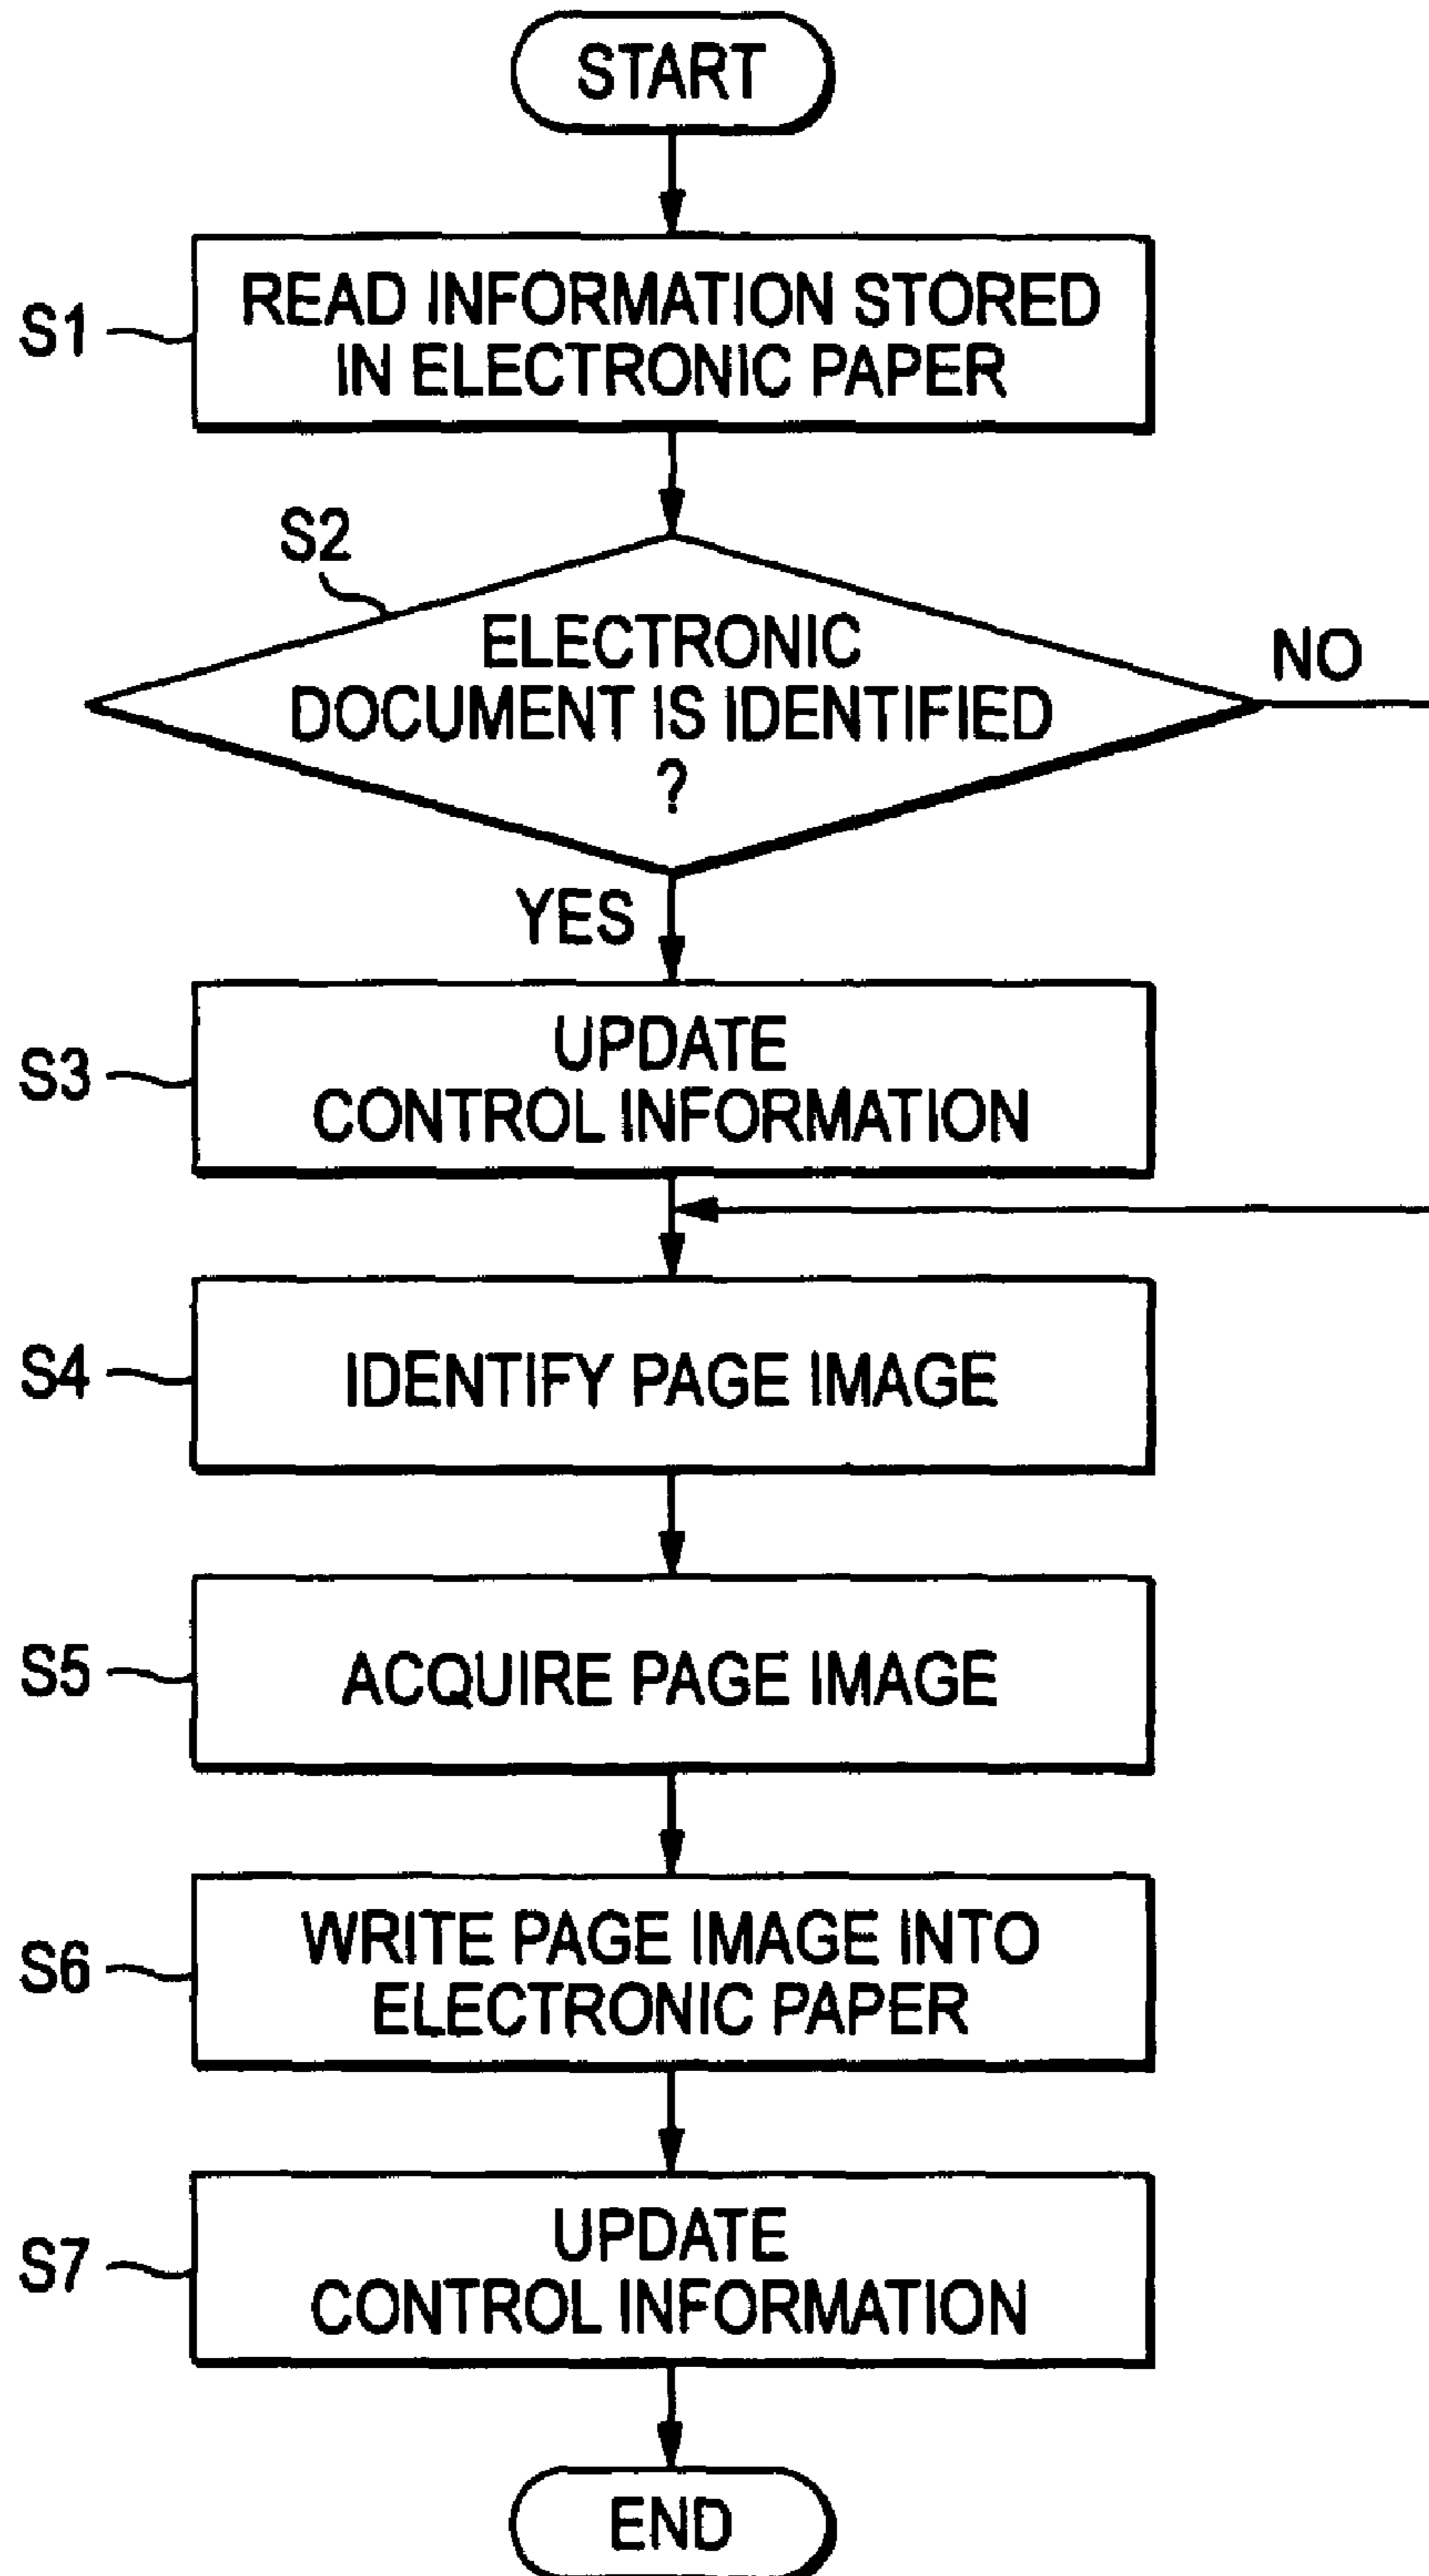 START
S1
READ INFORMATION STORED
IN ELECTRONIC PAPER
S2
ELECTRONIC
DOCUMENT IS IDENTIFIED
?
NO
YES
S3
UPDATE
CONTROL INFORMATION
S4
IDENTIFY PAGE IMAGE
S5
ACQUIRE PAGE IMAGE
S6
WRITE PAGE IMAGE INTO
ELECTRONIC PAPER
S7
UPDATE
CONTROL INFORMATION
END